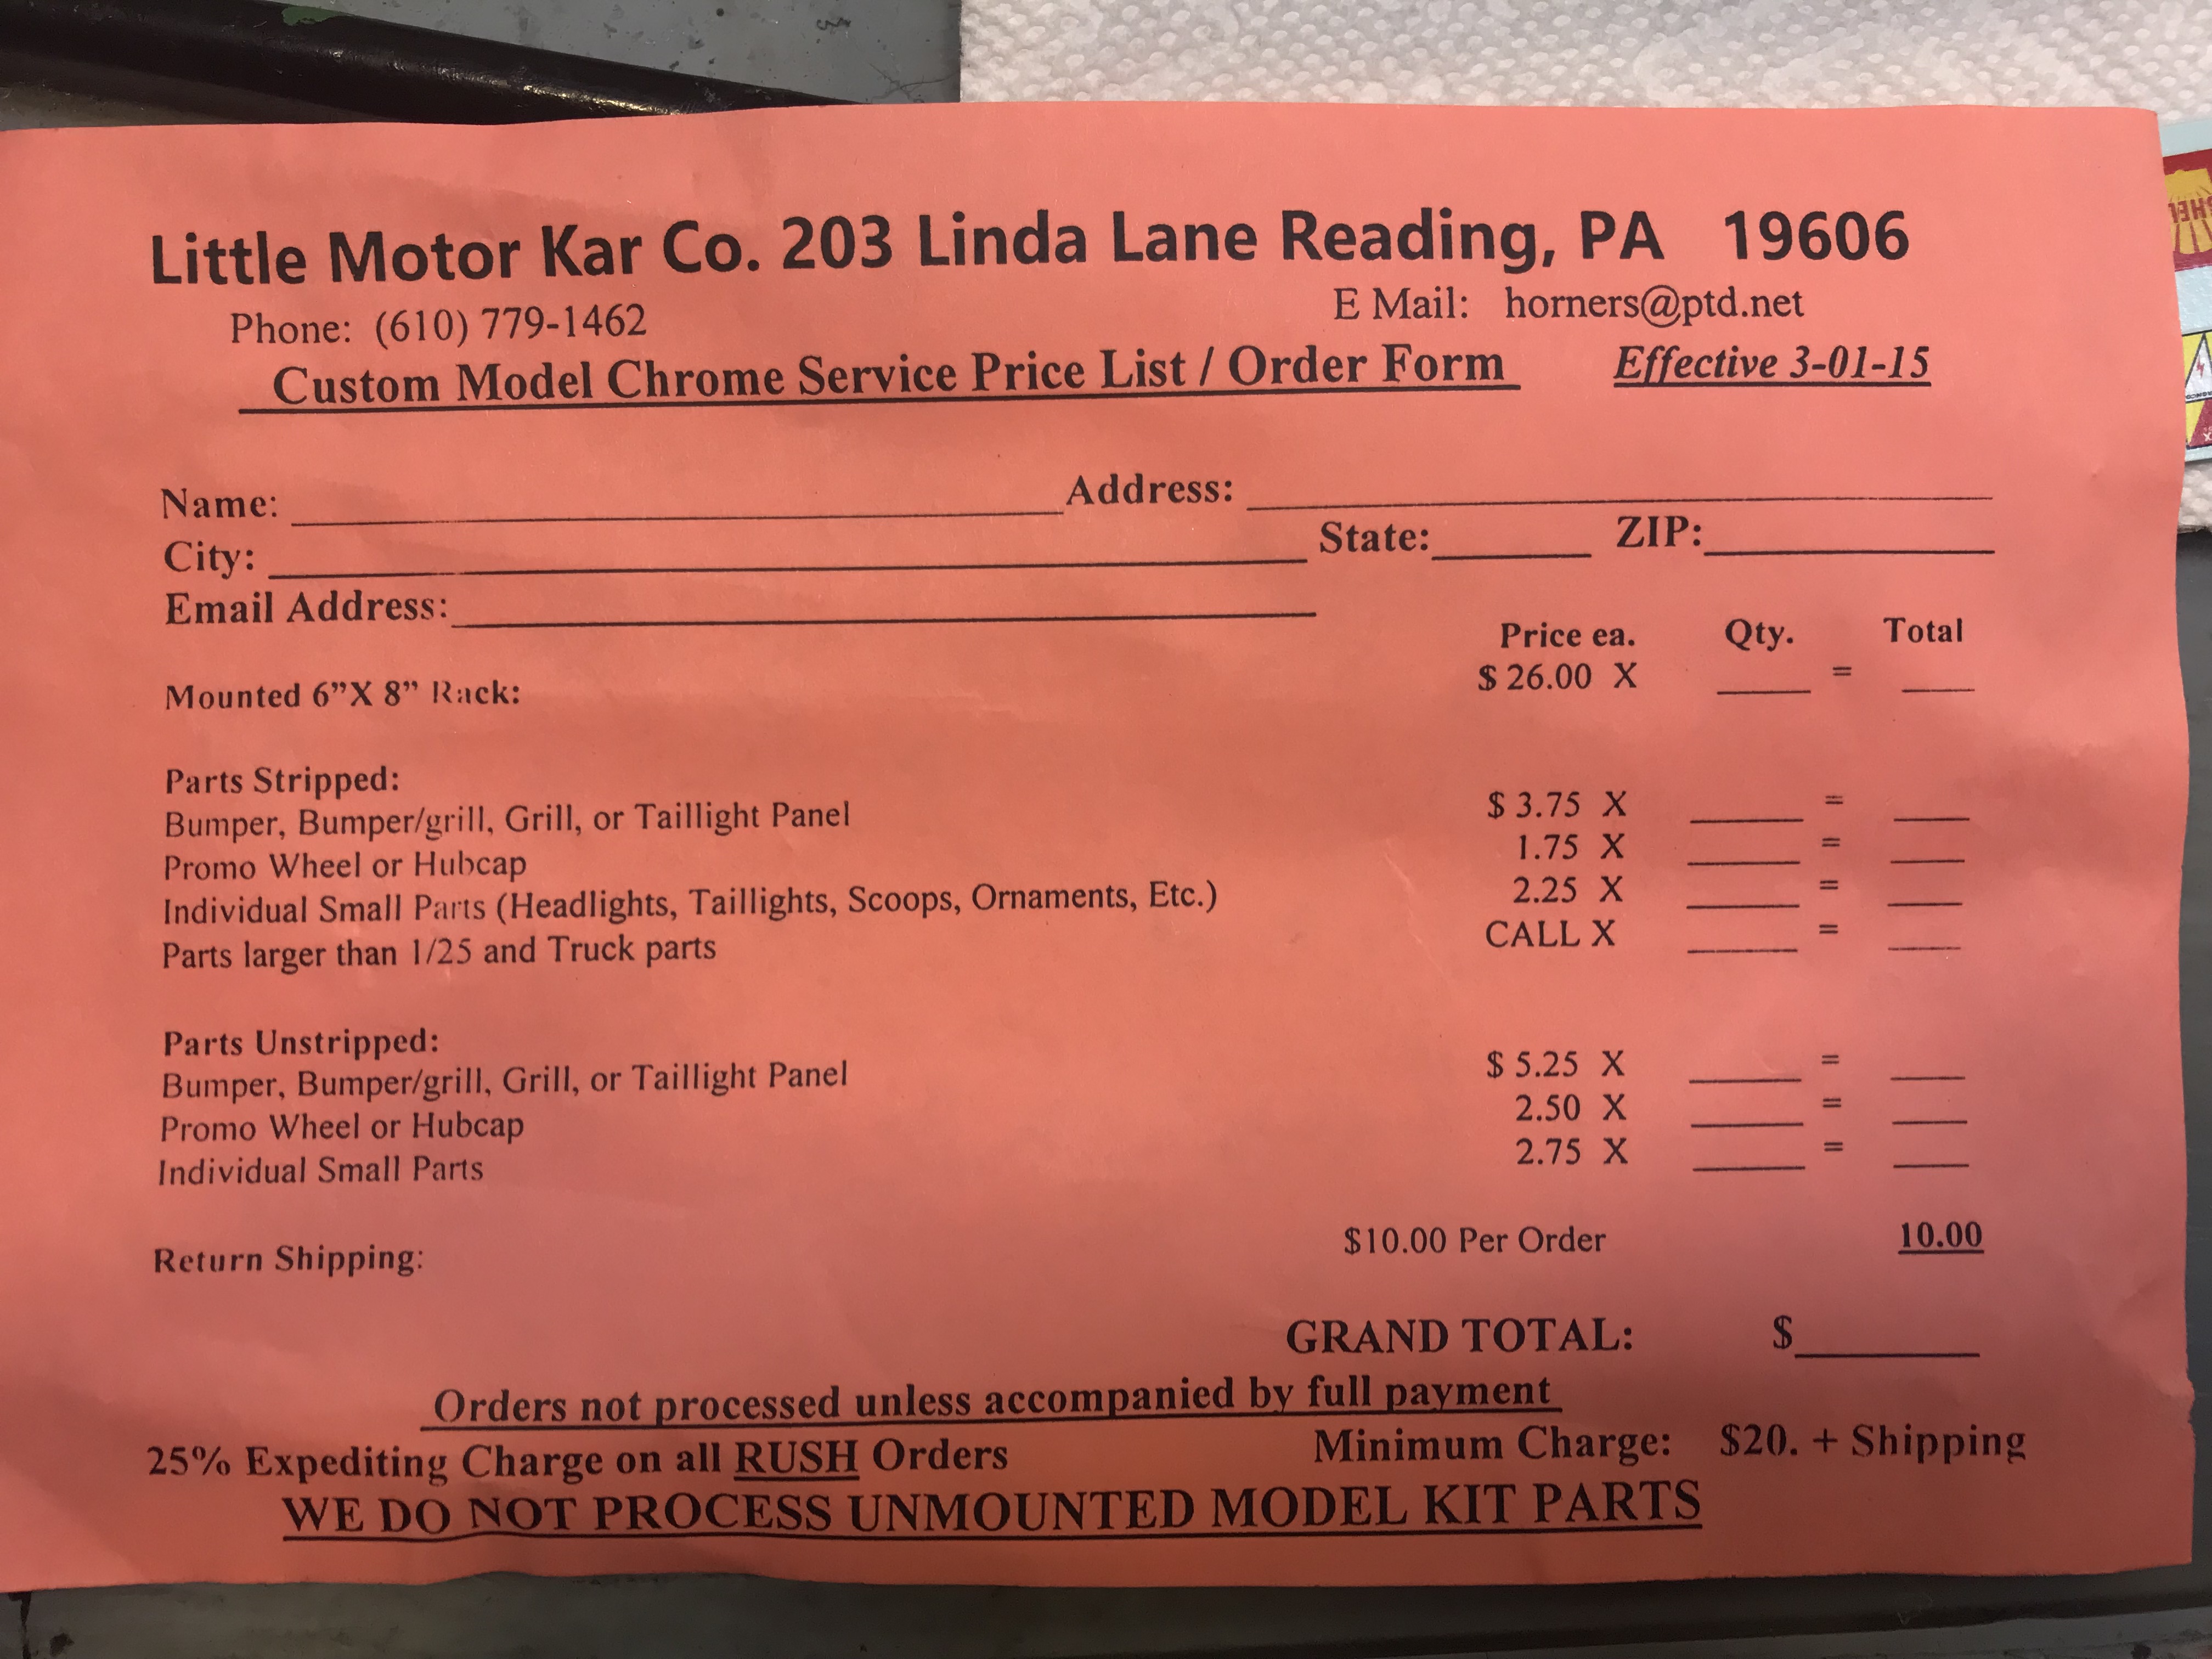 Little Motor Kar Co. 203 Linda Lane Reading, PA 19606
Phone: (610) 779-1462 E Mail: horners@ptd.net
Custom Model Chrome Service Price List / Order Form Effective 3-01-15
Name: Address:
City: State: ZIP:
Email Address:
Price ea. Qty. Total
Mounted 6”X 8” Rack: $ 26.00 X =
Parts Stripped:
Bumper, Bumper/grill, Grill, or Taillight Panel $ 3.75 X =
Promo Wheel or Hubcap 1.75 X =
Individual Small Parts (Headlights, Taillights, Scoops, Ornaments, Etc.) 2.25 X =
Parts larger than 1/25 and Truck parts CALL X =
Parts Unstripped:
Bumper, Bumper/grill, Grill, or Taillight Panel $ 5.25 X =
Promo Wheel or Hubcap 2.50 X =
Individual Small Parts 2.75 X =
Return Shipping: $10.00 Per Order 10.00
GRAND TOTAL: $
Orders not processed unless accompanied by full payment
25% Expediting Charge on all RUSH Orders Minimum Charge: $20. + Shipping
WE DO NOT PROCESS UNMOUNTED MODEL KIT PARTS